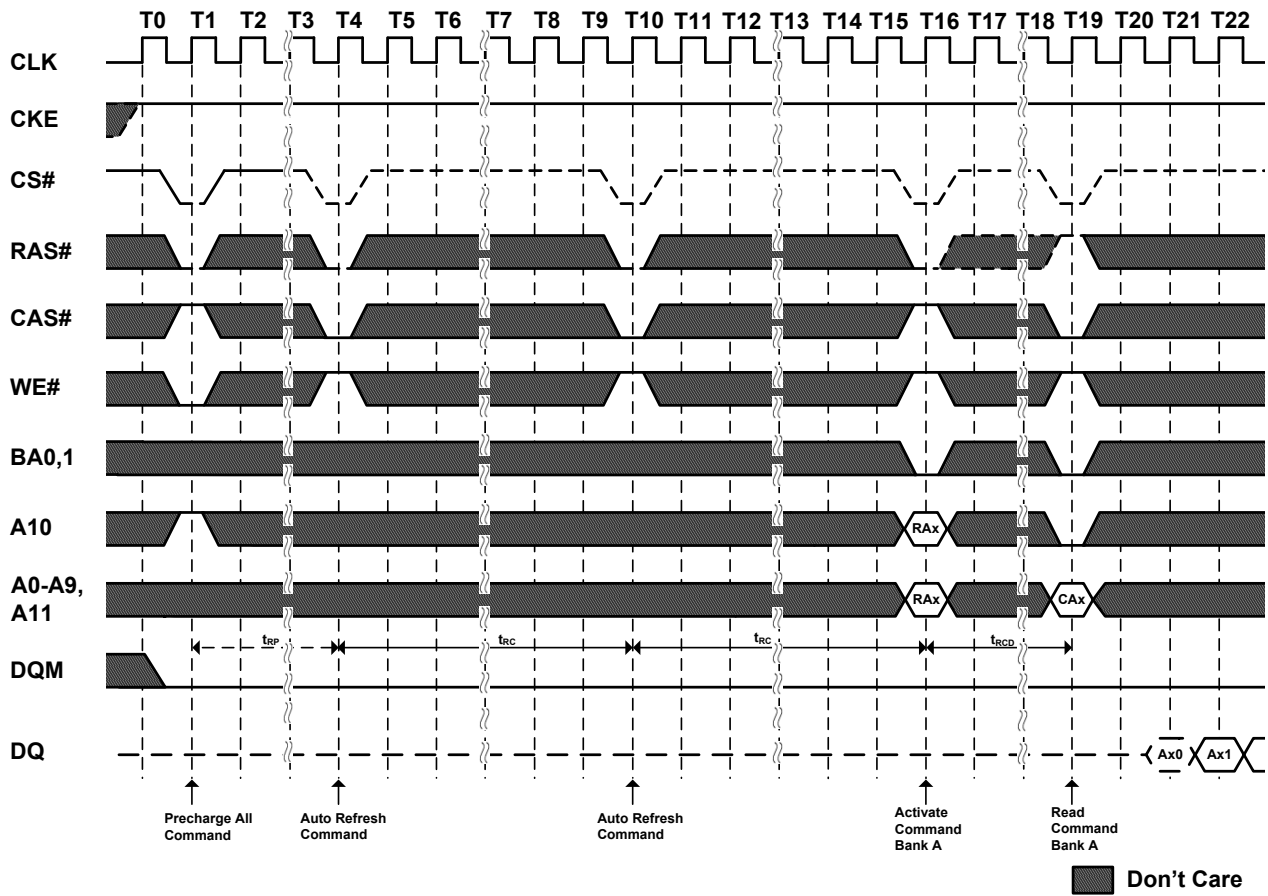 T0 T1 T2 T3 T4 T5 T6 T7 T8 T9 T10 T11 T12 T13 T14 T15 T16 T17 T18 T19 T20 T21 T22
CLK
CKE
CS#
RAS#
CAS#
WE#
BA0,1
A10
RAx
A0-A9,
A11
RAx CAx
tRP tRC tRC tRCD
DQM
DQ
Ax0 Ax1
Precharge All
Command
Auto Refresh
Command
Auto Refresh
Command
Activate
Command
Bank A
Read
Command
Bank A
Don't Care